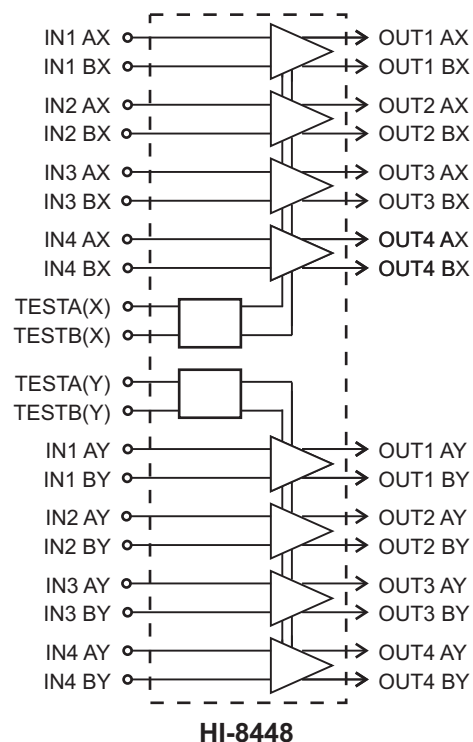 IN1 AX OUT1 AX
IN1 BX OUT1 BX
IN2 AX OUT2 AX
IN2 BX OUT2 BX
IN3 AX OUT3 AX
IN3 BX OUT3 BX
IN4 AX OUT4 AX
IN4 BX OUT4 BX
TESTA(X)
TESTB(X)
TESTA(Y)
TESTB(Y)
IN1 AY OUT1 AY
IN1 BY OUT1 BY
IN2 AY OUT2 AY
IN2 BY OUT2 BY
IN3 AY OUT3 AY
IN3 BY OUT3 BY
IN4 AY OUT4 AY
IN4 BY OUT4 BY
HI-8448